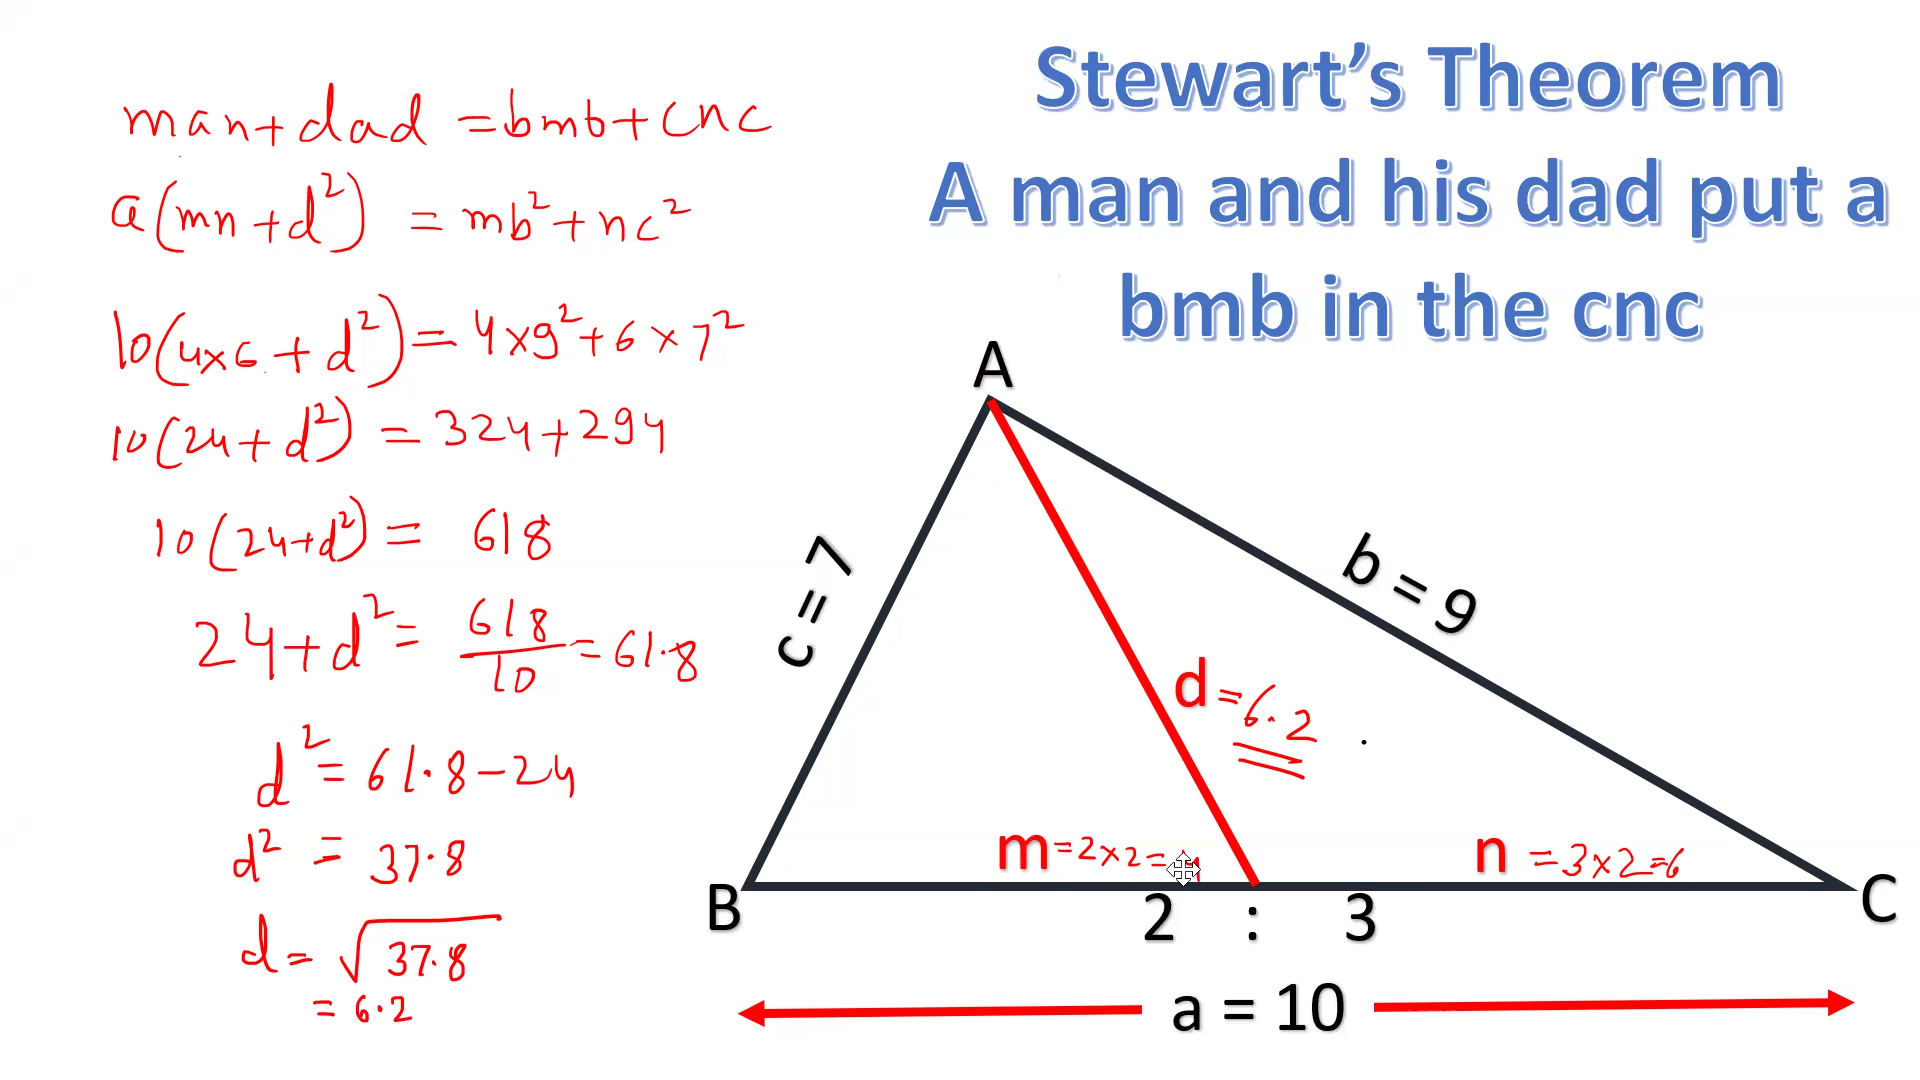 Stewart's Theorem
A man and his dad put a
bmb in the cnc
man+dad =bmb+cnc
a(mn+d²) = mb²+nc²
10(4×6+d²)=4×9²+6×7²
10(24+d²) = 324+294
10(24+d²) = 618
24+d² = 618/10 = 61.8
d² = 61.8-24
d² = 37.8
d = √37.8
= 6.2
A
c = 7
b = 9
d=6.2
m=2×2=
n =3×2=6
B
C
2 : 3
a = 10